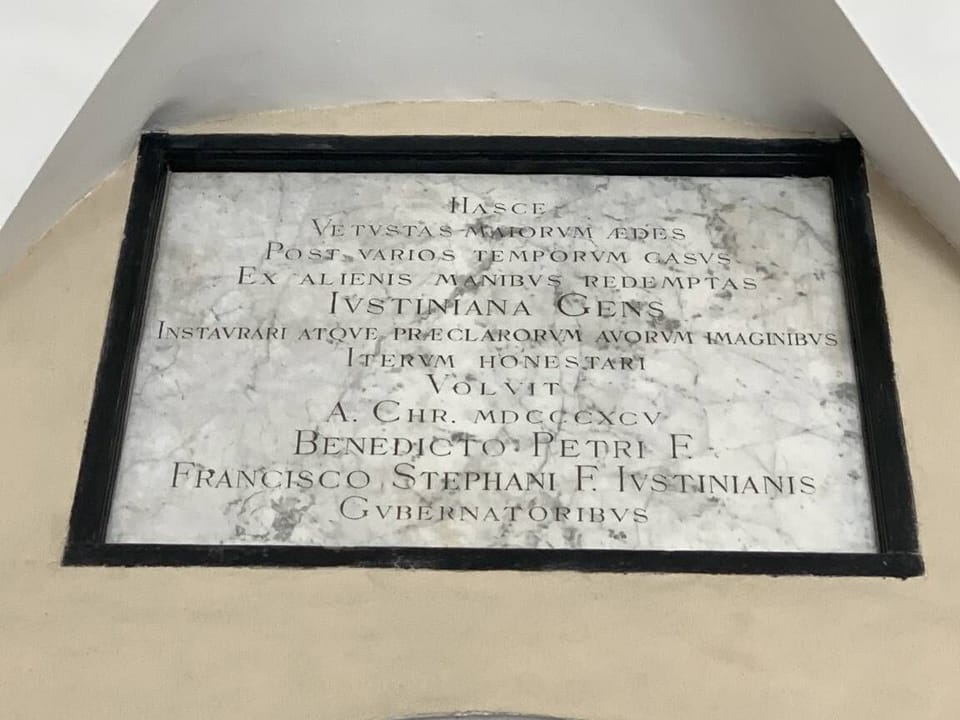 HASCE
VETVSTAS MAIORVM ÆDES
POST VARIOS TEMPORVM CASVS
EX ALIENIS MANIBVS REDEMPTAS
IVSTINIANA GENS
INSTAVRARI ATQVE PRÆCLARORVM AVORVM IMAGINIBVS
ITERVM HONESTARI
VOLVIT
A. CHR. MDCCCXCV
BENEDICTO PETRI F.
FRANCISCO STEPHANI F. IVSTINIANIS
GVBERNATORIBVS